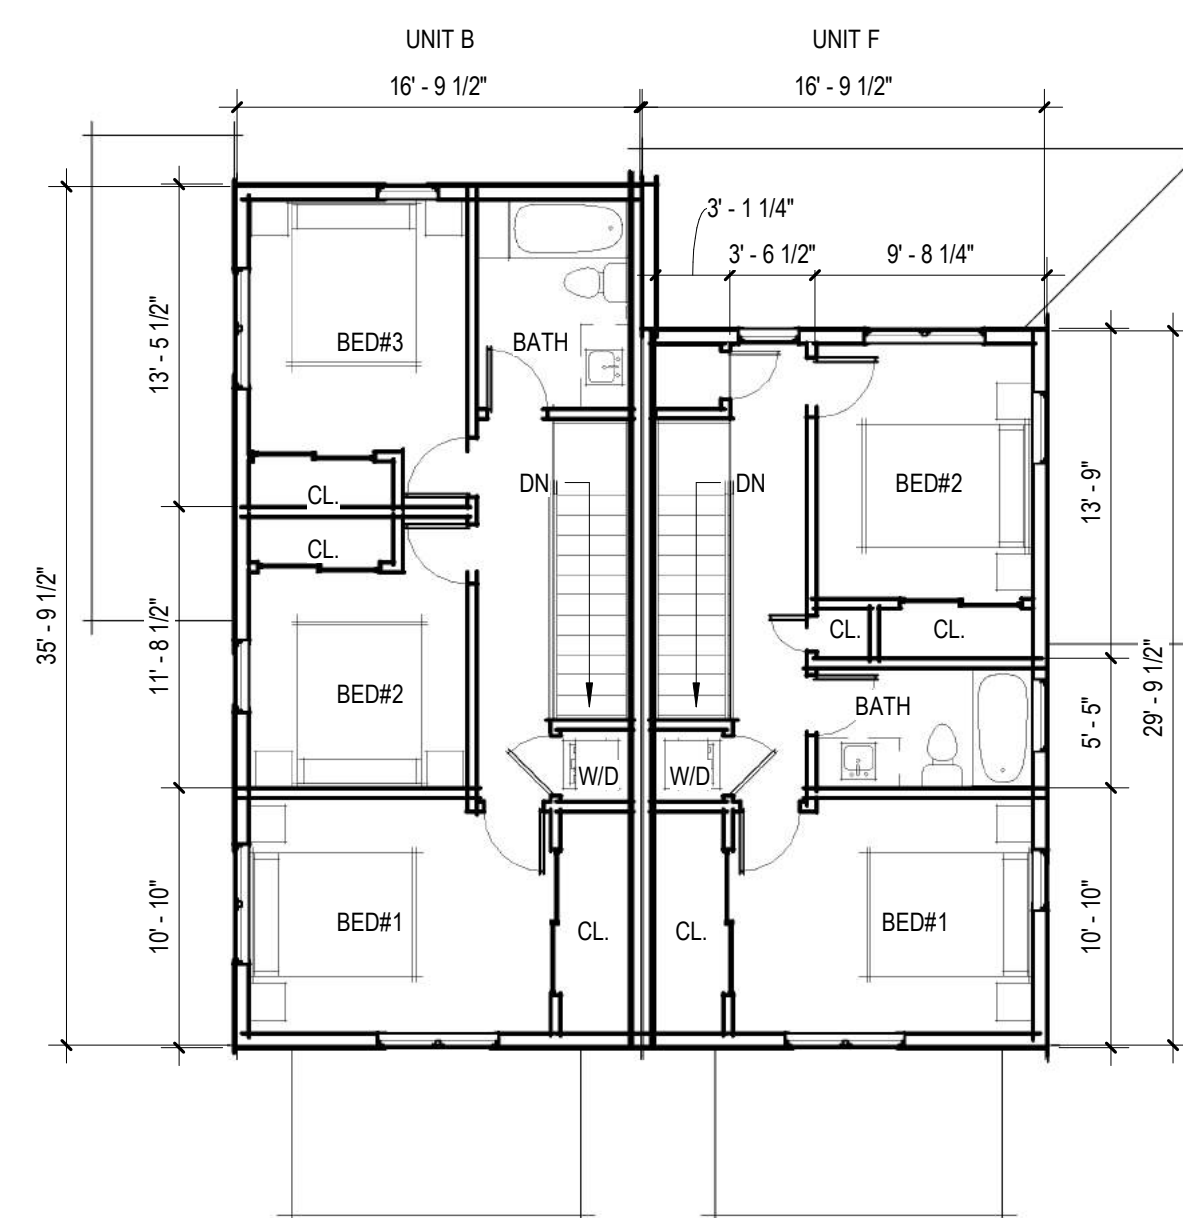 UNIT B
UNIT F
16' - 9 1/2"
16' - 9 1/2"
3' - 1 1/4"
3' - 6 1/2"
9' - 8 1/4"
13' - 5 1/2"
BED#3
BATH
DN
DN
BED#2
13' - 9"
CL.
CL.
35' - 9 1/2"
11' - 8 1/2"
CL.
CL.
29' - 9 1/2"
BED#2
BATH
5' - 5"
W/D
W/D
10' - 10"
BED#1
CL.
CL.
BED#1
10' - 10"